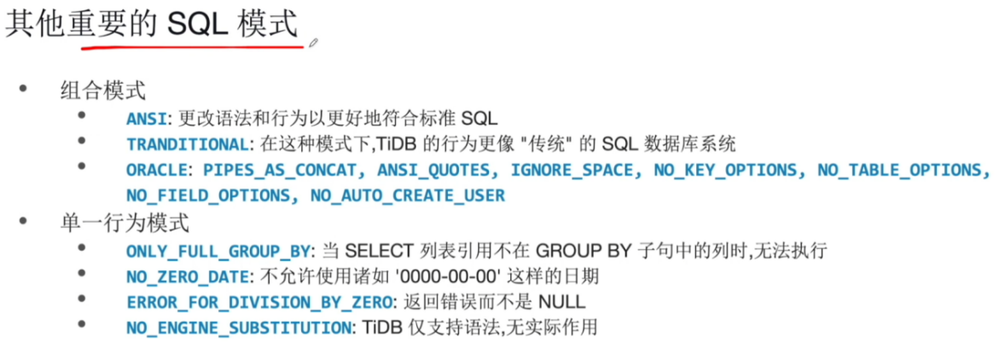 其他重要的 SQL 模式
• 组合模式
• ANSI: 更改语法和行为以更好地符合标准 SQL
• TRANDITIONAL: 在这种模式下,TiDB 的行为更像 "传统" 的 SQL 数据库系统
• ORACLE: PIPES_AS_CONCAT, ANSI_QUOTES, IGNORE_SPACE, NO_KEY_OPTIONS, NO_TABLE_OPTIONS,
NO_FIELD_OPTIONS, NO_AUTO_CREATE_USER
• 单一行为模式
• ONLY_FULL_GROUP_BY: 当 SELECT 列表引用不在 GROUP BY 子句中的列时,无法执行
• NO_ZERO_DATE: 不允许使用诸如 '0000-00-00' 这样的日期
• ERROR_FOR_DIVISION_BY_ZERO: 返回错误而不是 NULL
• NO_ENGINE_SUBSTITUTION: TiDB 仅支持语法,无实际作用